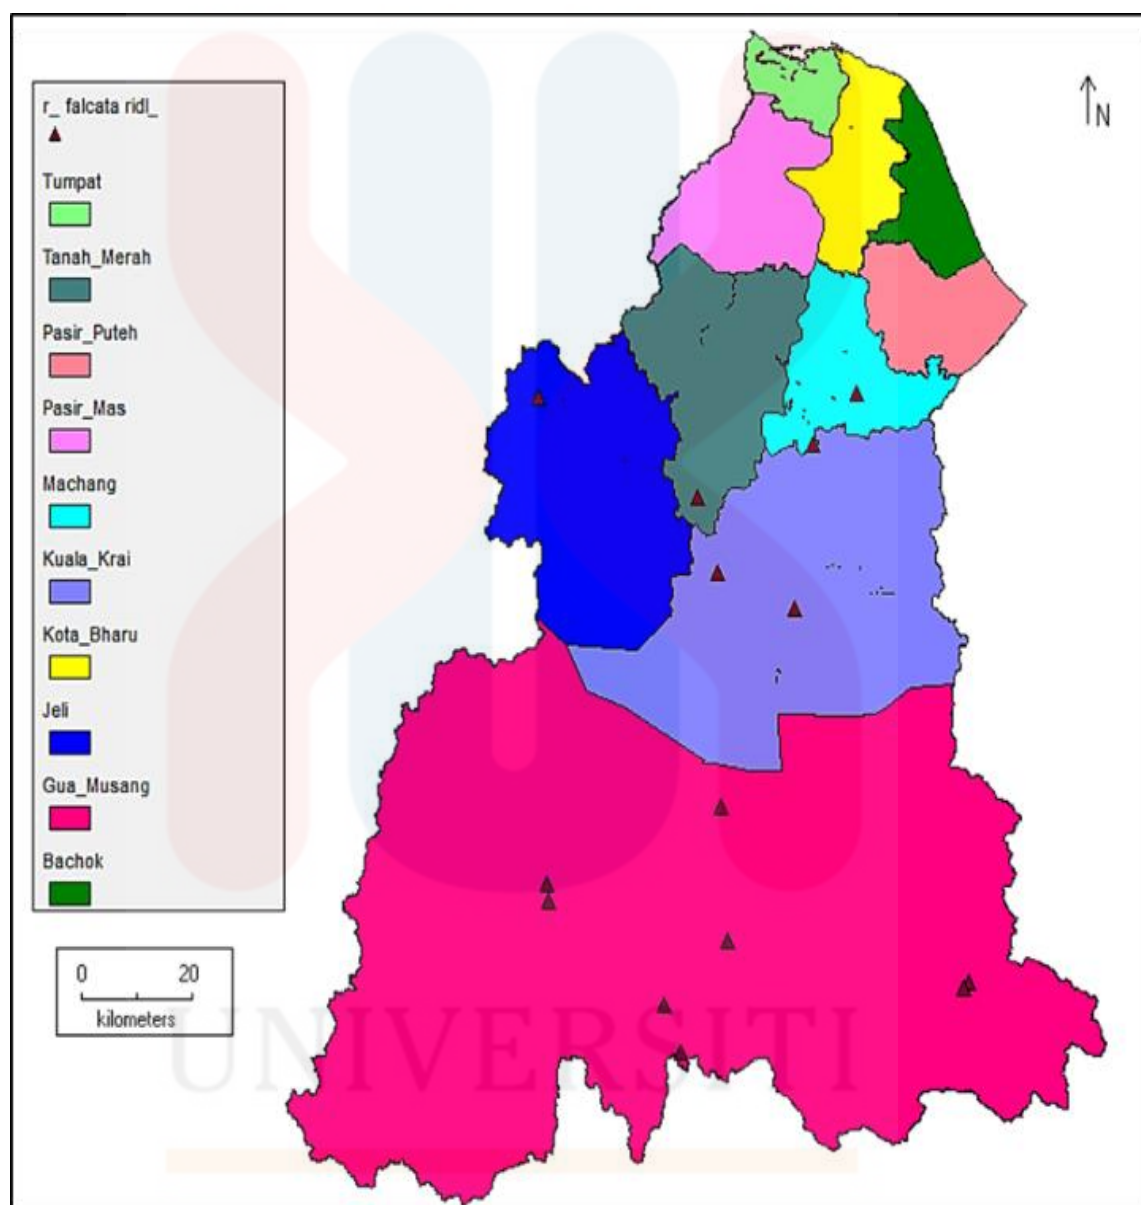 r_ falcata ridl_
N
Tumpat
Tanah_Merah
Pasir_Puteh
Pasir_Mas
Machang
Kuala_Krai
Kota_Bharu
Jeli
Gua_Musang
Bachok
0 20
kilometers
UNIVERSITI